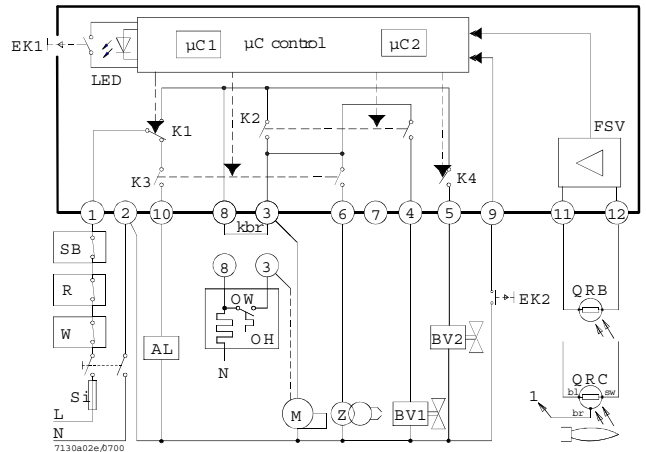 EK1
LED
µC1 µC control µC2
K1
K2
FSV
K3
K4
1 2 10 8 3 6 7 4 5 9 11 12
kbr
SB
8 3
QRB
R
OW
EK2
W
AL
OH
BV2
N
QRC
bl sw
Si
1
br
L
M Z BV1
N
7130a02e/0700